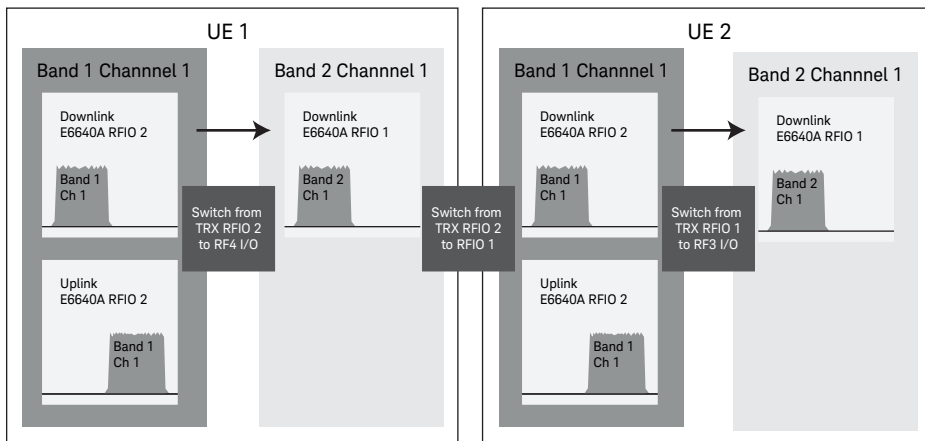 UE 1
Band 1 Channnel 1
Downlink
E6640A RFIO 2
Band 1
Ch 1
Uplink
E6640A RFIO 2
Band 1
Ch 1
Switch from
TRX RFIO 2
to RF4 I/O
Band 2 Channnel 1
Downlink
E6640A RFIO 1
Band 2
Ch 1
Switch from
TRX RFIO 2
to RFIO 1
UE 2
Band 1 Channnel 1
Downlink
E6640A RFIO 2
Band 1
Ch 1
Uplink
E6640A RFIO 2
Band 1
Ch 1
Switch from
TRX RFIO 1
to RF3 I/O
Band 2 Channnel 1
Downlink
E6640A RFIO 1
Band 2
Ch 1